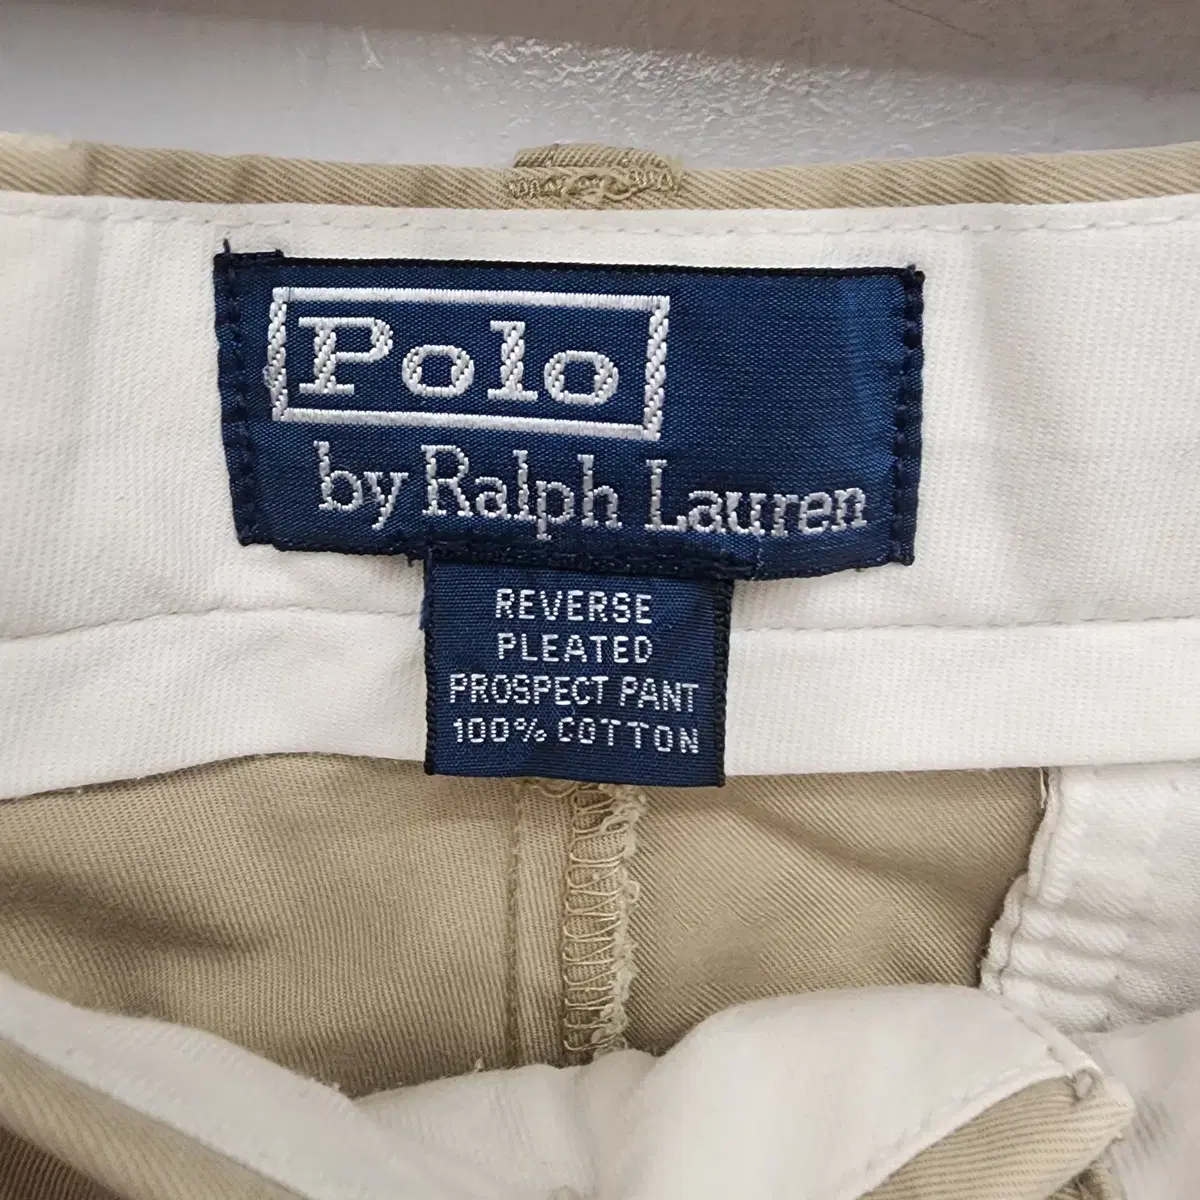 Polo
by Ralph Lauren
REVERSE
PLEATED
PROSPECT PANT
100% COTTON